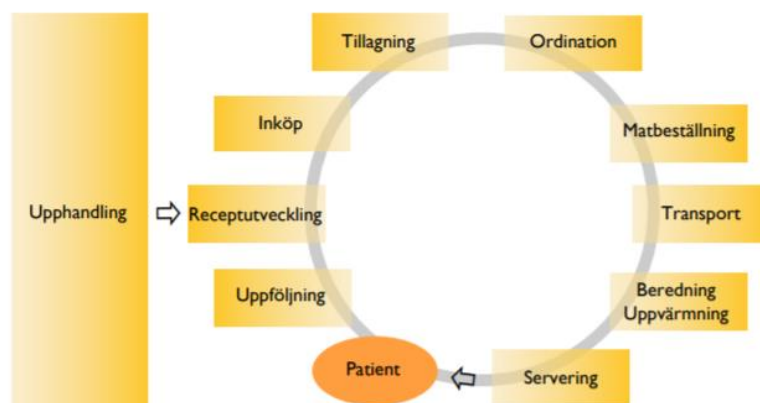 Upphandling
Receptutveckling
Inköp
Tillagning
Ordination
Matbeställning
Transport
Beredning
Uppvärmning
Servering
Patient
Uppföljning